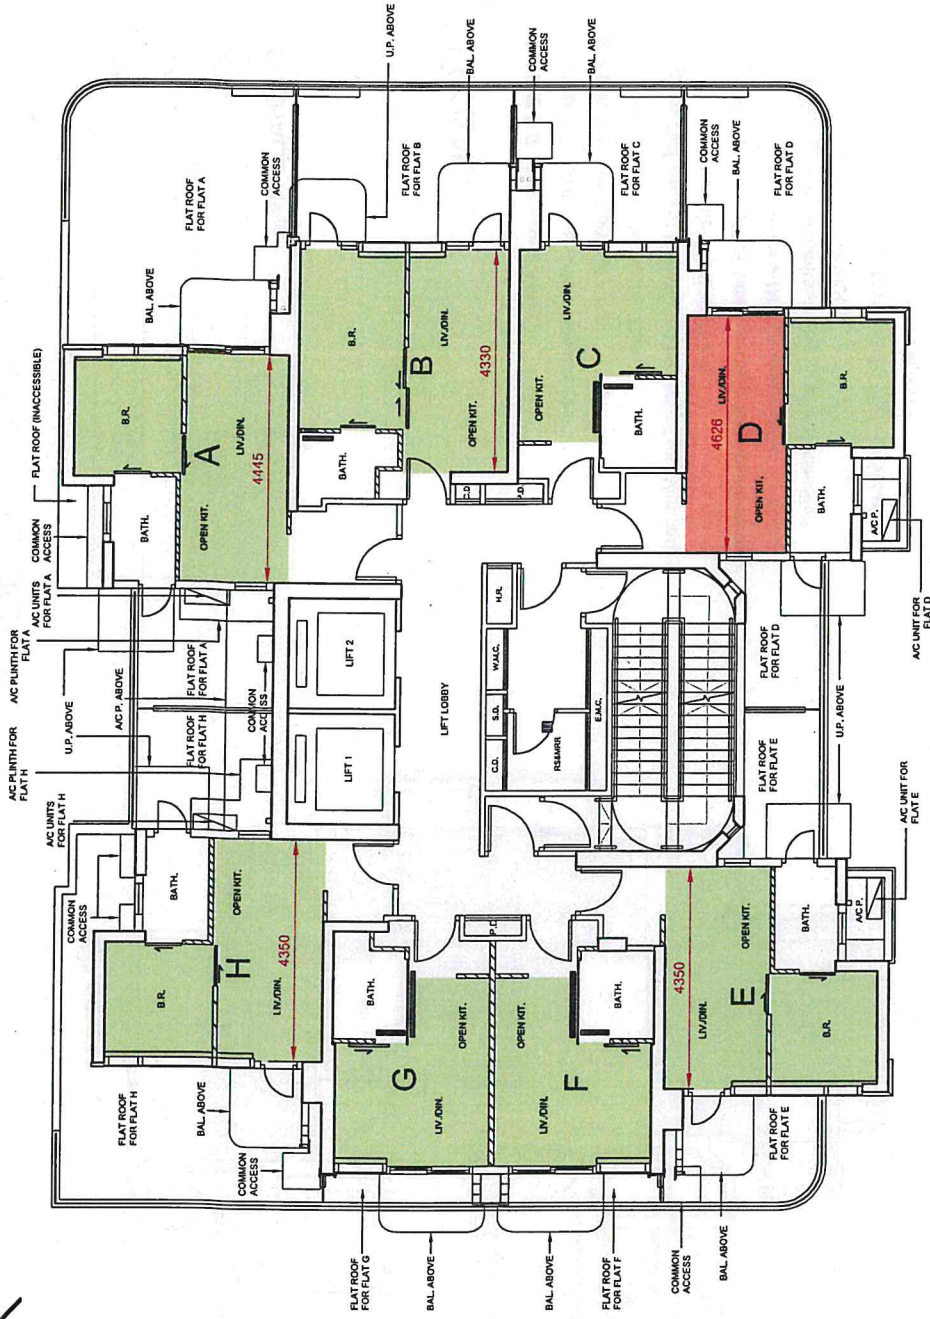 A/C PLINTH FOR
FLAT H
A/C PLINTH FOR
FLAT A
A/C UNITS
FOR FLAT H
A/C UNITS
FOR FLAT A
COMMON
ACCESS
FLAT ROOF (INACCESSIBLE)
U.P. ABOVE
COMMON
ACCESS
A/C P. ABOVE
FLAT ROOF
FOR FLAT H
BAL. ABOVE
COMMON
ACCESS
B.R.
BATH.
H
OPEN KIT.
LIV./DIN.
4350
FLAT ROOF
FOR FLAT H
FLAT ROOF
FOR FLAT A
COMMON
ACCESS
BATH.
B.R.
A
OPEN KIT.
LIV./DIN.
4445
BAL. ABOVE
FLAT ROOF
FOR FLAT A
COMMON
ACCESS
LIFT 1
LIFT 2
LIFT LOBBY
FLAT ROOF
FOR FLAT G
BAL. ABOVE
G
LIV./DIN.
OPEN KIT.
BATH.
P.D.
BATH.
B.R.
B
OPEN KIT.
LIV./DIN.
4330
U.P. ABOVE
FLAT ROOF
FOR FLAT B
BAL. ABOVE
COMMON
ACCESS
BAL. ABOVE
FLAT ROOF
FOR FLAT F
F
LIV./DIN.
OPEN KIT.
BATH.
C.D.
S.D.
W.M.C.
H.R.
RS&MRR
E.M.C.
C.D
OPEN KIT.
LIV./DIN.
C
BATH.
BAL. ABOVE
FLAT ROOF
FOR FLAT C
COMMON
ACCESS
BAL. ABOVE
FLAT ROOF
FOR FLAT E
4350
LIV./DIN.
OPEN KIT.
E
B.R.
BATH.
A/C P.
FLAT ROOF
FOR FLAT E
FLAT ROOF
FOR FLAT D
U.P. ABOVE
4626
LIV./DIN.
OPEN KIT.
D
BATH.
B.R.
A/C P.
COMMON
ACCESS
BAL. ABOVE
FLAT ROOF
FOR FLAT D
A/C UNIT FOR
FLAT E
A/C UNIT FOR
FLAT D